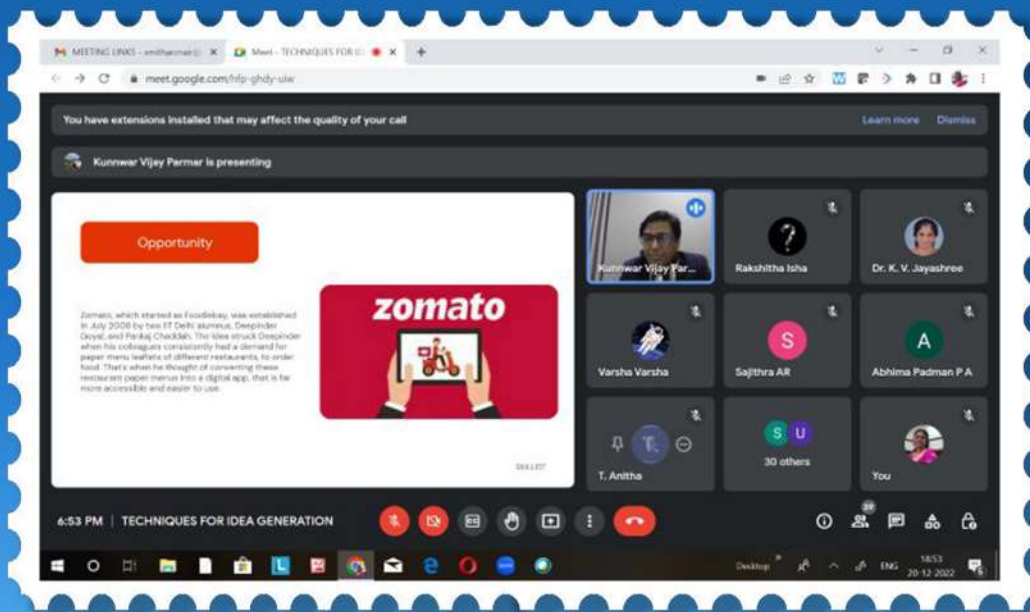 MEETING LINKS -
Meet - TECHNIQUES FOR
meet.google.com/hfp-ghdy-uiw
You have extensions installed that may affect the quality of your call
Learn more Dismiss
Kunnwar Vijay Parmar is presenting
Opportunity
Zomato, which started as Foodiebay, was established
in July 2008 by two IIT Delhi alumnus, Deepinder
Goyal, and Pankaj Chaddah. The idea struck Deepinder
when his colleagues consistently had a demand for
paper menu leaflets of different restaurants, to order
food. That's when he thought of converting these
restaurant paper menus into a digital app, that is far
more accessible and easier to use.
zomato
Kunnwar Vijay Par...
Rakshitha Isha
Dr. K. V. Jayashree
Varsha Varsha
S
Sajithra AR
A
Abhima Padman P A
T. Anitha
S U
30 others
You
6:53 PM | TECHNIQUES FOR IDEA GENERATION
39
Desktop
ENG
18:53
20-12-2022